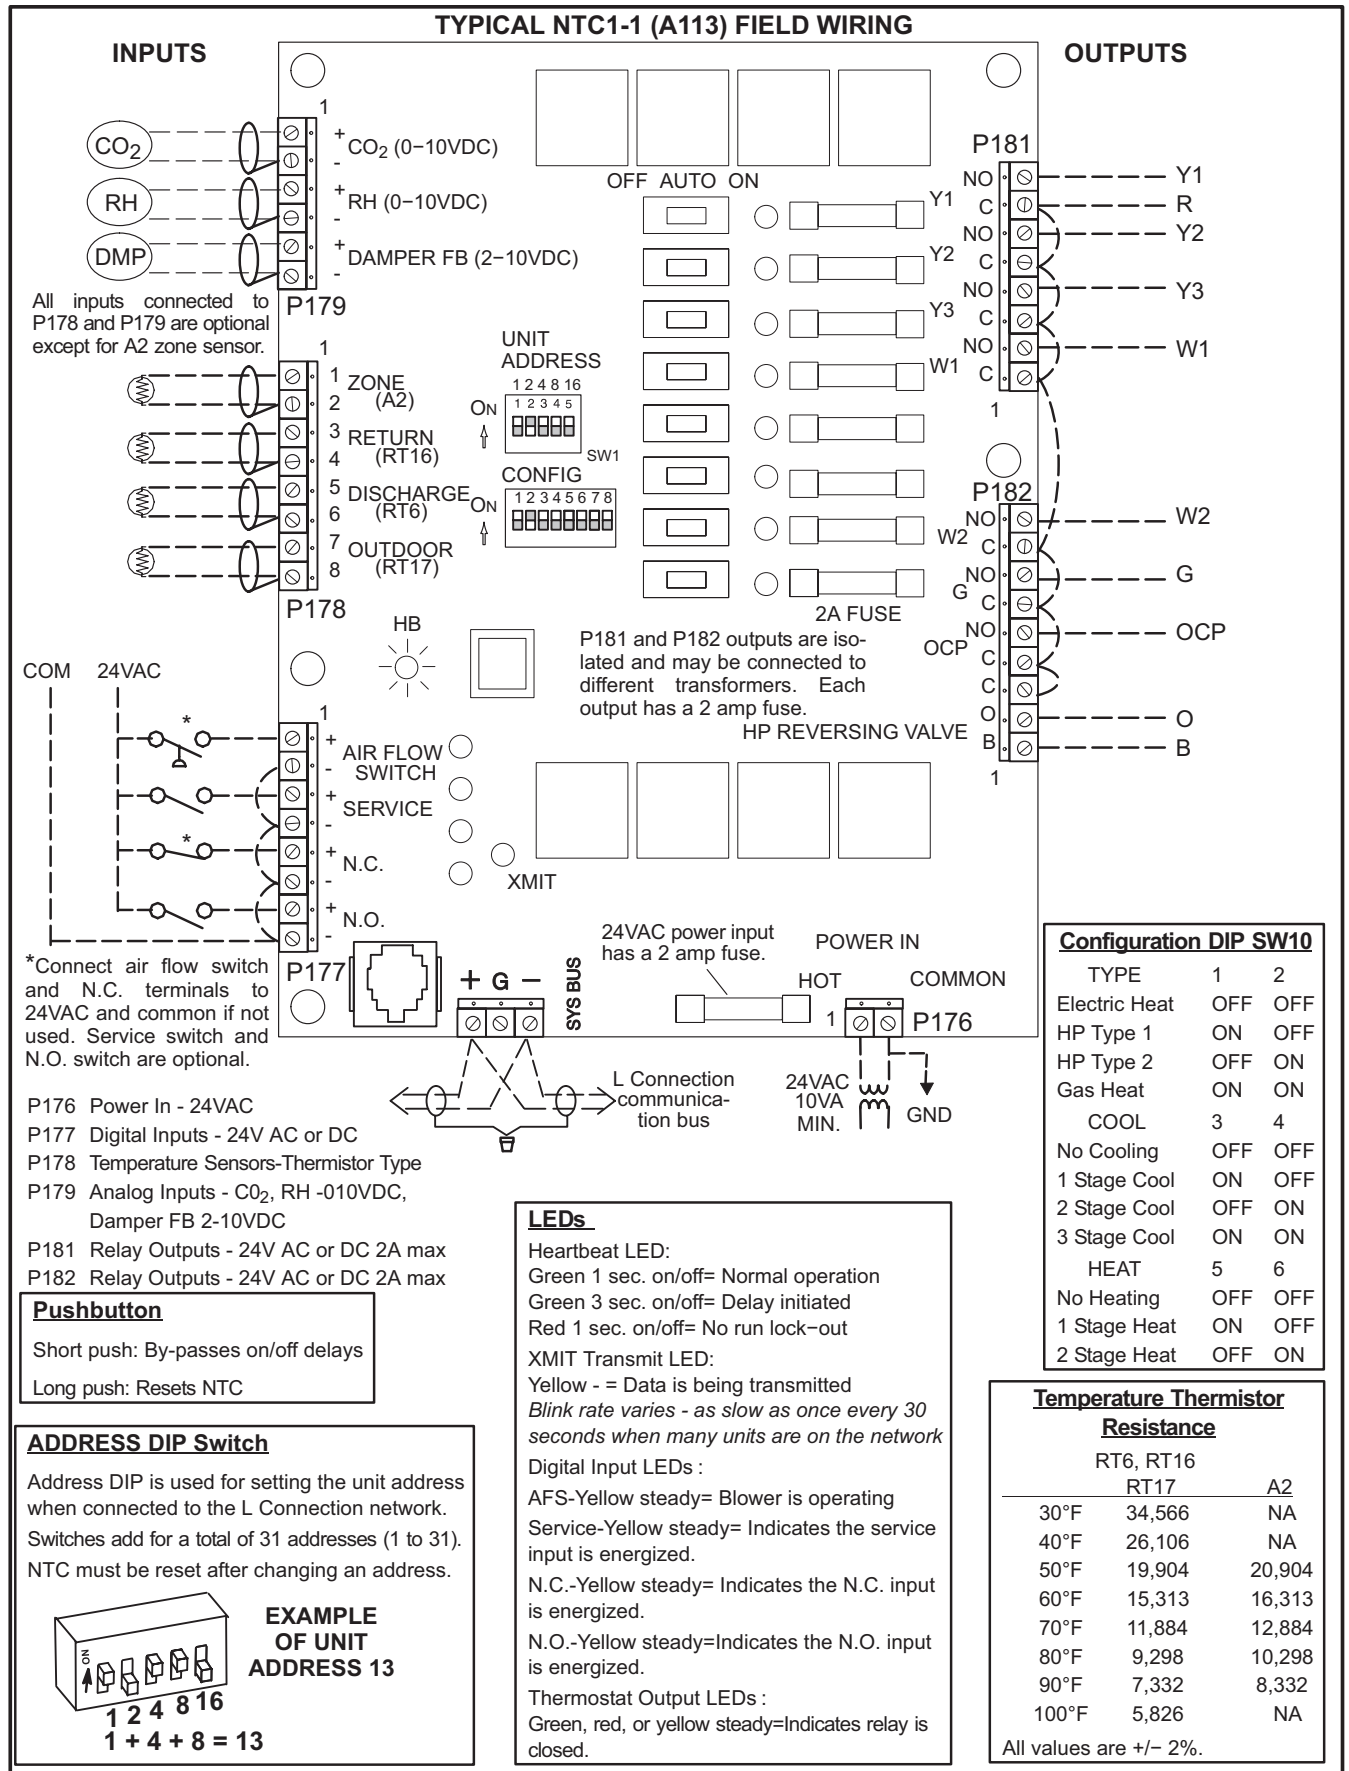 TYPICAL NTC1-1 (A113) FIELD WIRING
INPUTS
OUTPUTS
CO2
RH
DMP
1
+
CO2 (0−10VDC)
-
+
RH (0−10VDC)
-
+
DAMPER FB (2−10VDC)
-
P179
All inputs connected to
P178 and P179 are optional
except for A2 zone sensor.
1
1
ZONE
2
(A2)
3
RETURN
4
(RT16)
5
DISCHARGE
6
(RT6)
7
OUTDOOR
8
(RT17)
P178
UNIT
ADDRESS
1 2 4 8 16
1 2 3 4 5
ON
SW1
CONFIG
1 2 3 4 5 6 7 8
ON
OFF AUTO ON
Y1
Y2
Y3
W1
W2
G
OCP
2A FUSE
P181
NO
C
NO
C
NO
C
NO
C
1
Y1
R
Y2
Y3
W1
P182
NO
C
NO
C
NO
C
C
O
B
1
W2
G
OCP
O
B
HB
P181 and P182 outputs are iso-
lated and may be connected to
different transformers. Each
output has a 2 amp fuse.
HP REVERSING VALVE
COM 24VAC
*
*
1
+
AIR FLOW
-
SWITCH
+
SERVICE
-
+
N.C.
-
+
N.O.
-
P177
XMIT
*Connect air flow switch
and N.C. terminals to
24VAC and common if not
used. Service switch and
N.O. switch are optional.
+ G −
SYS BUS
24VAC power input
has a 2 amp fuse.
POWER IN
HOT
COMMON
1
P176
L Connection
communica-
tion bus
24VAC
10VA
MIN.
GND
P176 Power In - 24VAC
P177 Digital Inputs - 24V AC or DC
P178 Temperature Sensors-Thermistor Type
P179 Analog Inputs - C02, RH -010VDC,
Damper FB 2-10VDC
P181 Relay Outputs - 24V AC or DC 2A max
P182 Relay Outputs - 24V AC or DC 2A max
Pushbutton
Short push: By-passes on/off delays
Long push: Resets NTC
ADDRESS DIP Switch
Address DIP is used for setting the unit address
when connected to the L Connection network.
Switches add for a total of 31 addresses (1 to 31).
NTC must be reset after changing an address.
ON
1 2 4 8 16
1 + 4 + 8 = 13
EXAMPLE
OF UNIT
ADDRESS 13
LEDs
Heartbeat LED:
Green 1 sec. on/off= Normal operation
Green 3 sec. on/off= Delay initiated
Red 1 sec. on/off= No run lock−out
XMIT Transmit LED:
Yellow - = Data is being transmitted
Blink rate varies - as slow as once every 30
seconds when many units are on the network
Digital Input LEDs :
AFS-Yellow steady= Blower is operating
Service-Yellow steady= Indicates the service
input is energized.
N.C.-Yellow steady= Indicates the N.C. input
is energized.
N.O.-Yellow steady=Indicates the N.O. input
is energized.
Thermostat Output LEDs :
Green, red, or yellow steady=Indicates relay is
closed.
Configuration DIP SW10
TYPE 1 2
Electric Heat OFF OFF
HP Type 1 ON OFF
HP Type 2 OFF ON
Gas Heat ON ON
COOL 3 4
No Cooling OFF OFF
1 Stage Cool ON OFF
2 Stage Cool OFF ON
3 Stage Cool ON ON
HEAT 5 6
No Heating OFF OFF
1 Stage Heat ON OFF
2 Stage Heat OFF ON
Temperature Thermistor
Resistance
RT6, RT16
RT17 A2
30°F 34,566 NA
40°F 26,106 NA
50°F 19,904 20,904
60°F 15,313 16,313
70°F 11,884 12,884
80°F 9,298 10,298
90°F 7,332 8,332
100°F 5,826 NA
All values are +/− 2%.